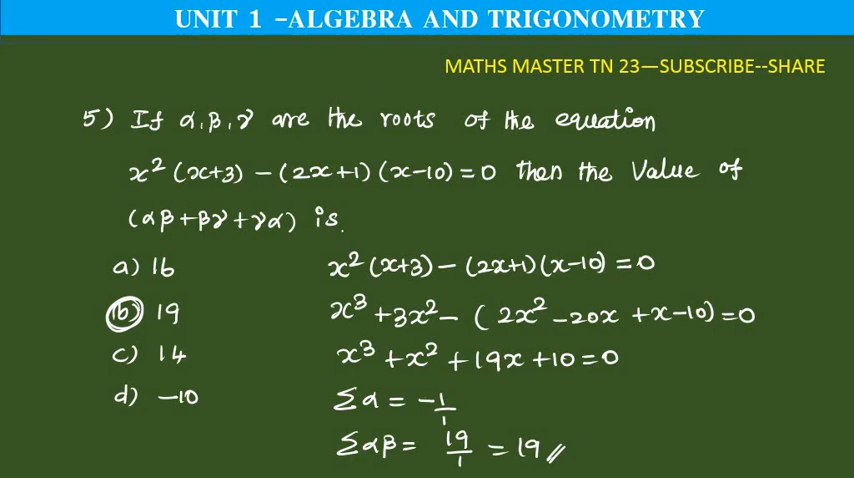 UNIT 1 -ALGEBRA AND TRIGONOMETRY
MATHS MASTER TN 23—SUBSCRIBE--SHARE
5) If α, β, γ are the roots of the equation
x² (x+3) - (2x+1) (x-10) = 0 then the value of
(αβ+βγ+γα) is.
a) 16
x² (x+3) - (2x+1) (x-10) = 0
b) 19
x³ + 3x² - ( 2x² - 20x + x - 10) = 0
c) 14
x³ + x² + 19x + 10 = 0
d) -10
Σα = -1/1
Σαβ = 19/1 = 19 //